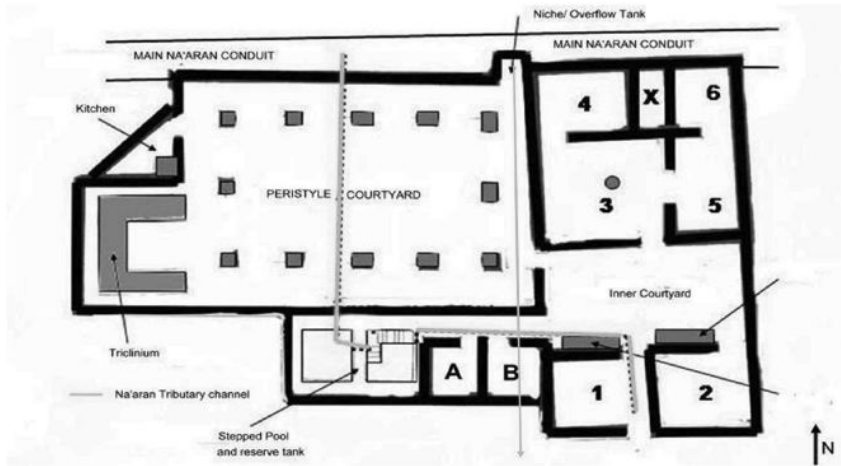 Niche/ Overflow Tank
MAIN NA'ARAN CONDUIT
MAIN NA'ARAN CONDUIT
Kitchen
4
X
6
PERISTYLE COURTYARD
3
5
Inner Courtyard
Triclinium
A
B
1
2
Na'aran Tributary channel
Stepped Pool
and reserve tank
N